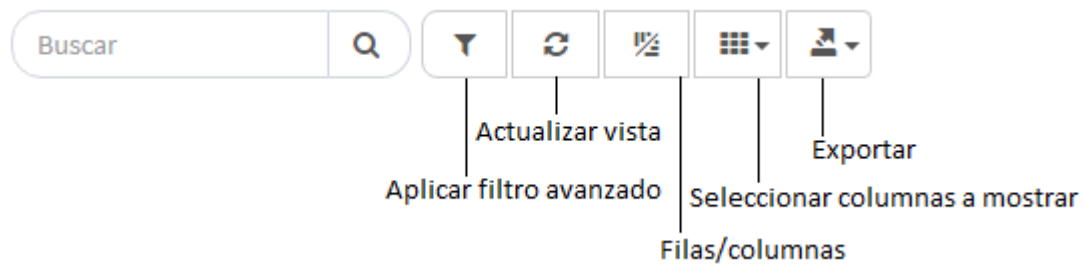 Buscar
Actualizar vista
Exportar
Aplicar filtro avanzado
Seleccionar columnas a mostrar
Filas/columnas